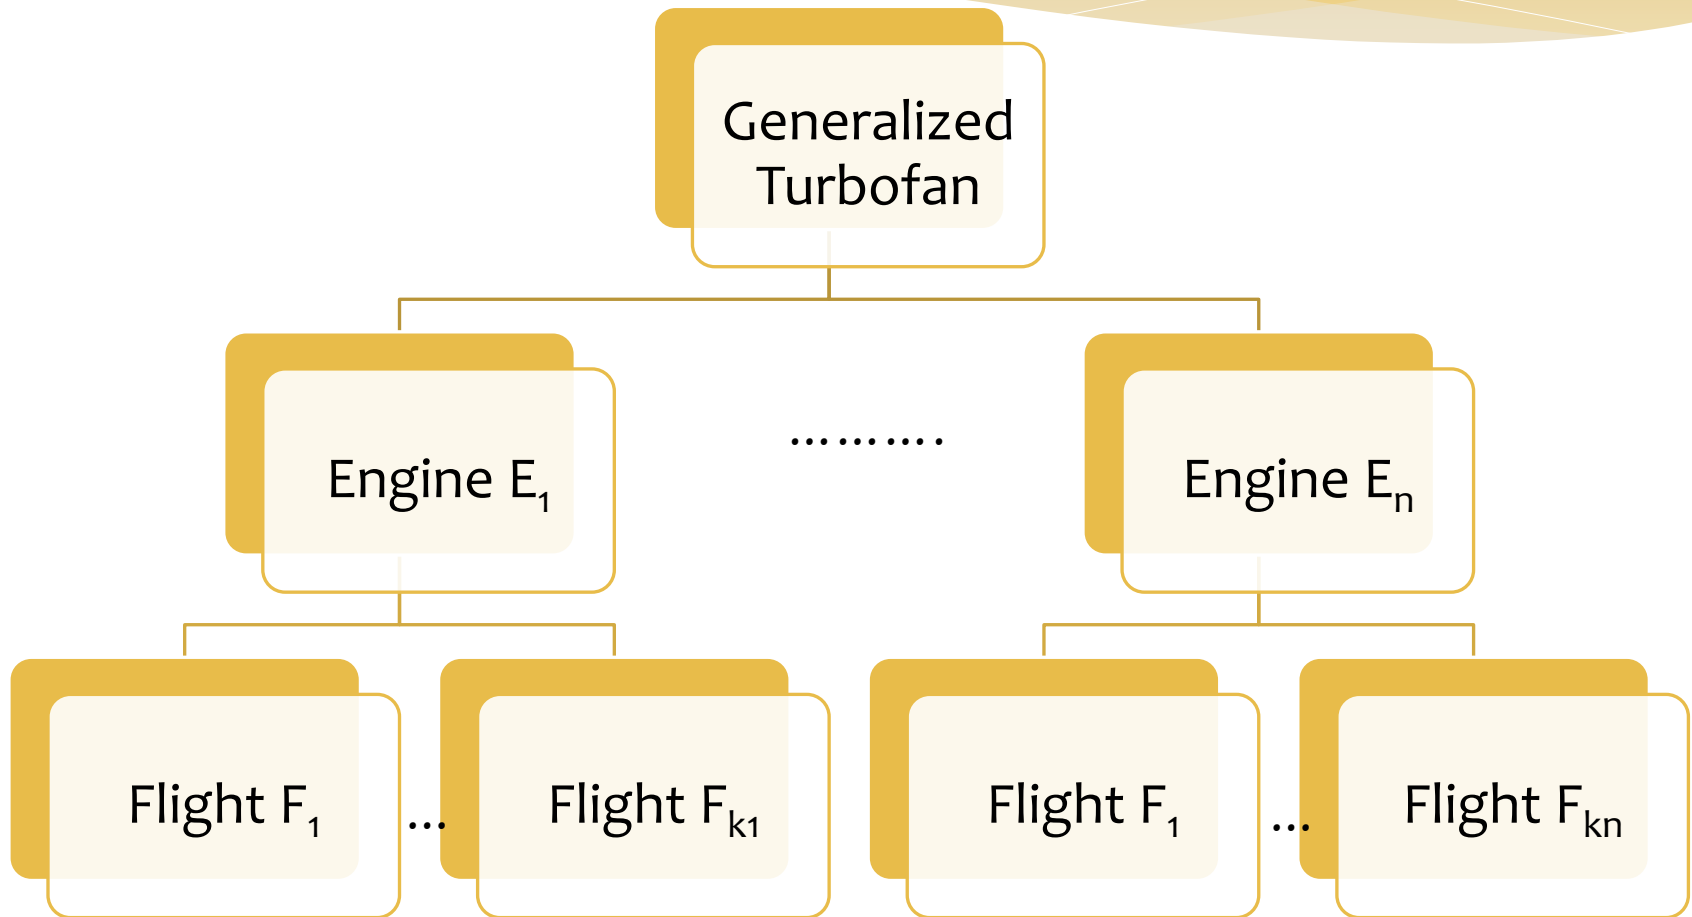 Generalized
Turbofan
Engine E₁
……….
Engine Eₙ
Flight F₁
...
Flight Fₖ₁
Flight F₁
...
Flight Fₖₙ